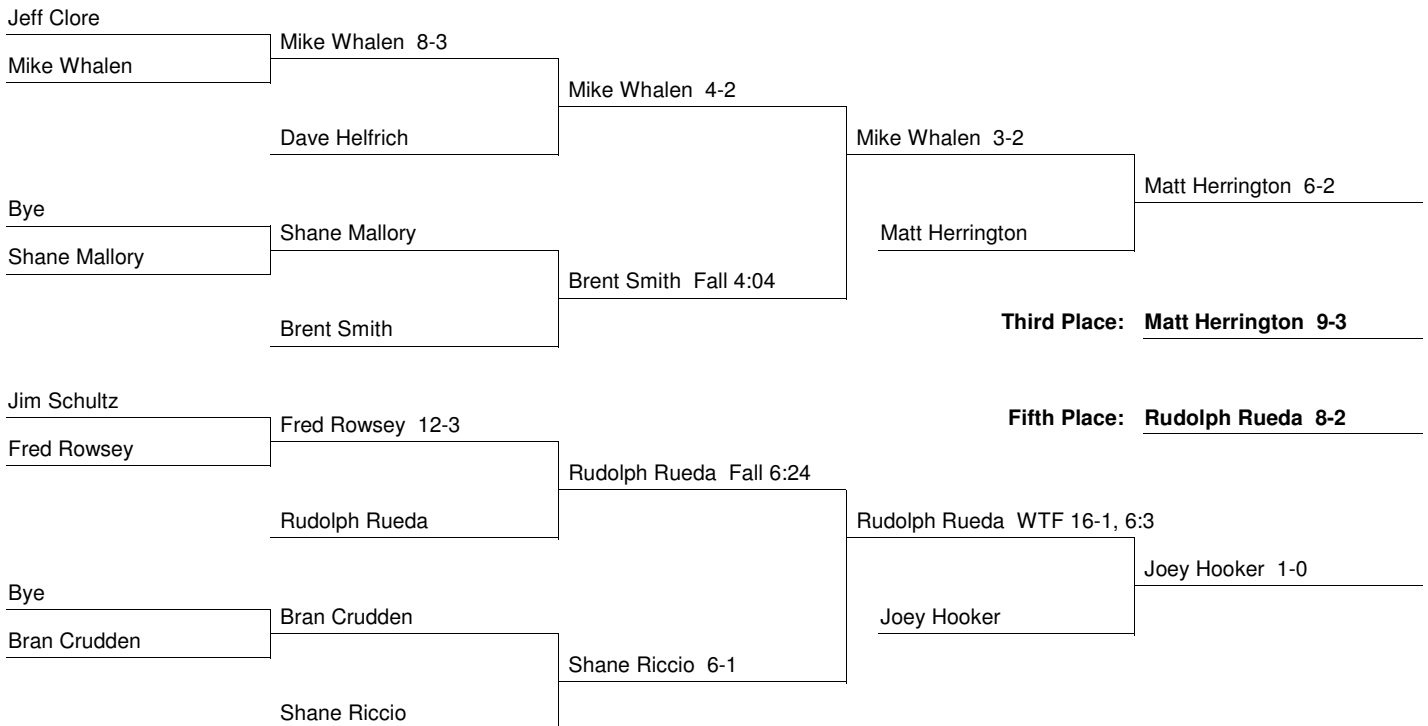 Jeff Clore
Mike Whalen 8-3
Mike Whalen
Mike Whalen 4-2
Dave Helfrich
Mike Whalen 3-2
Matt Herrington 6-2
Bye
Shane Mallory
Matt Herrington
Shane Mallory
Brent Smith Fall 4:04
Brent Smith
Third Place: Matt Herrington 9-3
Jim Schultz
Fred Rowsey 12-3
Fifth Place: Rudolph Rueda 8-2
Fred Rowsey
Rudolph Rueda Fall 6:24
Rudolph Rueda
Rudolph Rueda WTF 16-1, 6:3
Joey Hooker 1-0
Bye
Bran Crudden
Joey Hooker
Bran Crudden
Shane Riccio 6-1
Shane Riccio